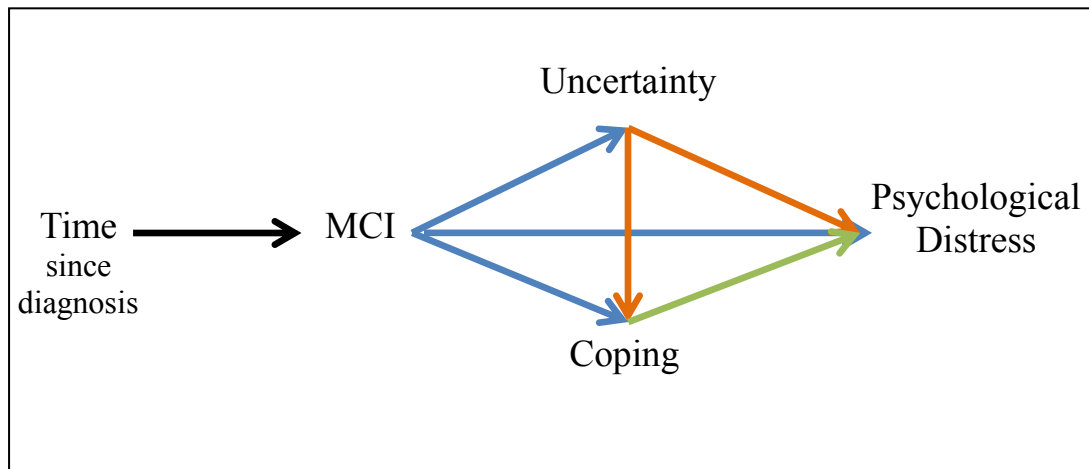 Uncertainty
Time
since
diagnosis
MCI
Psychological
Distress
Coping